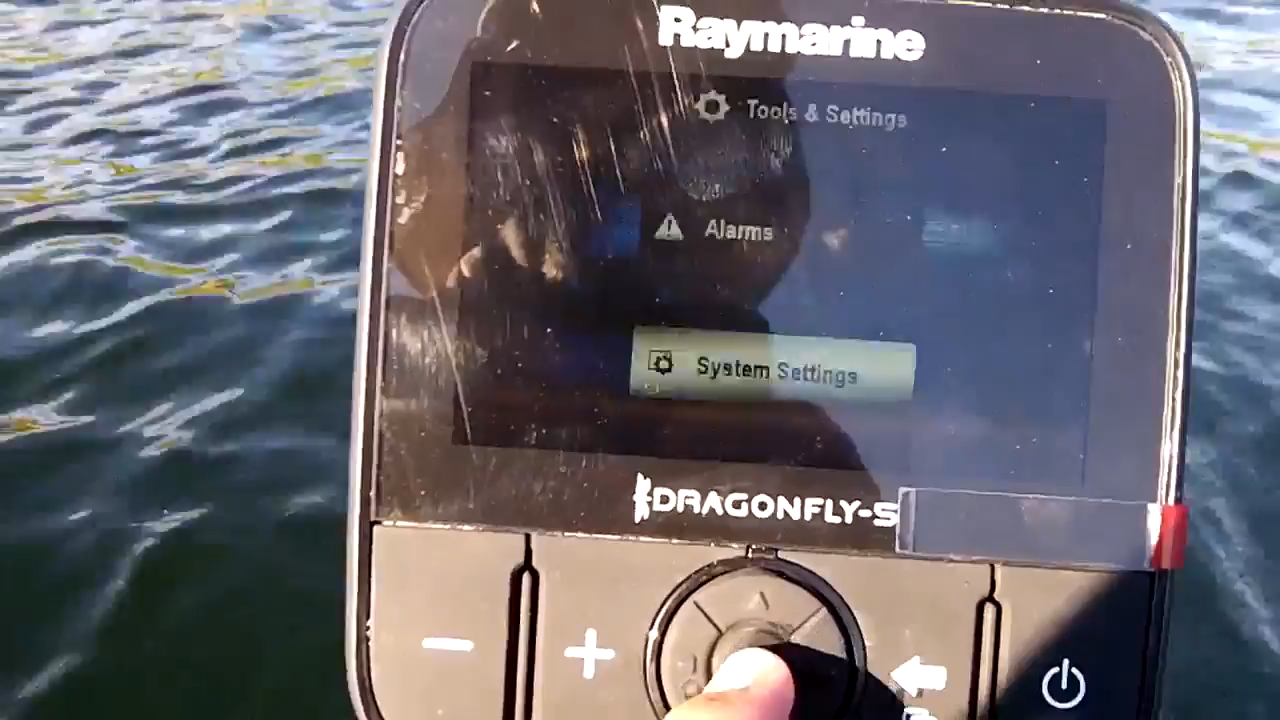 Raymarine
Tools & Settings
Alarms
System Settings
DRAGONFLY-5